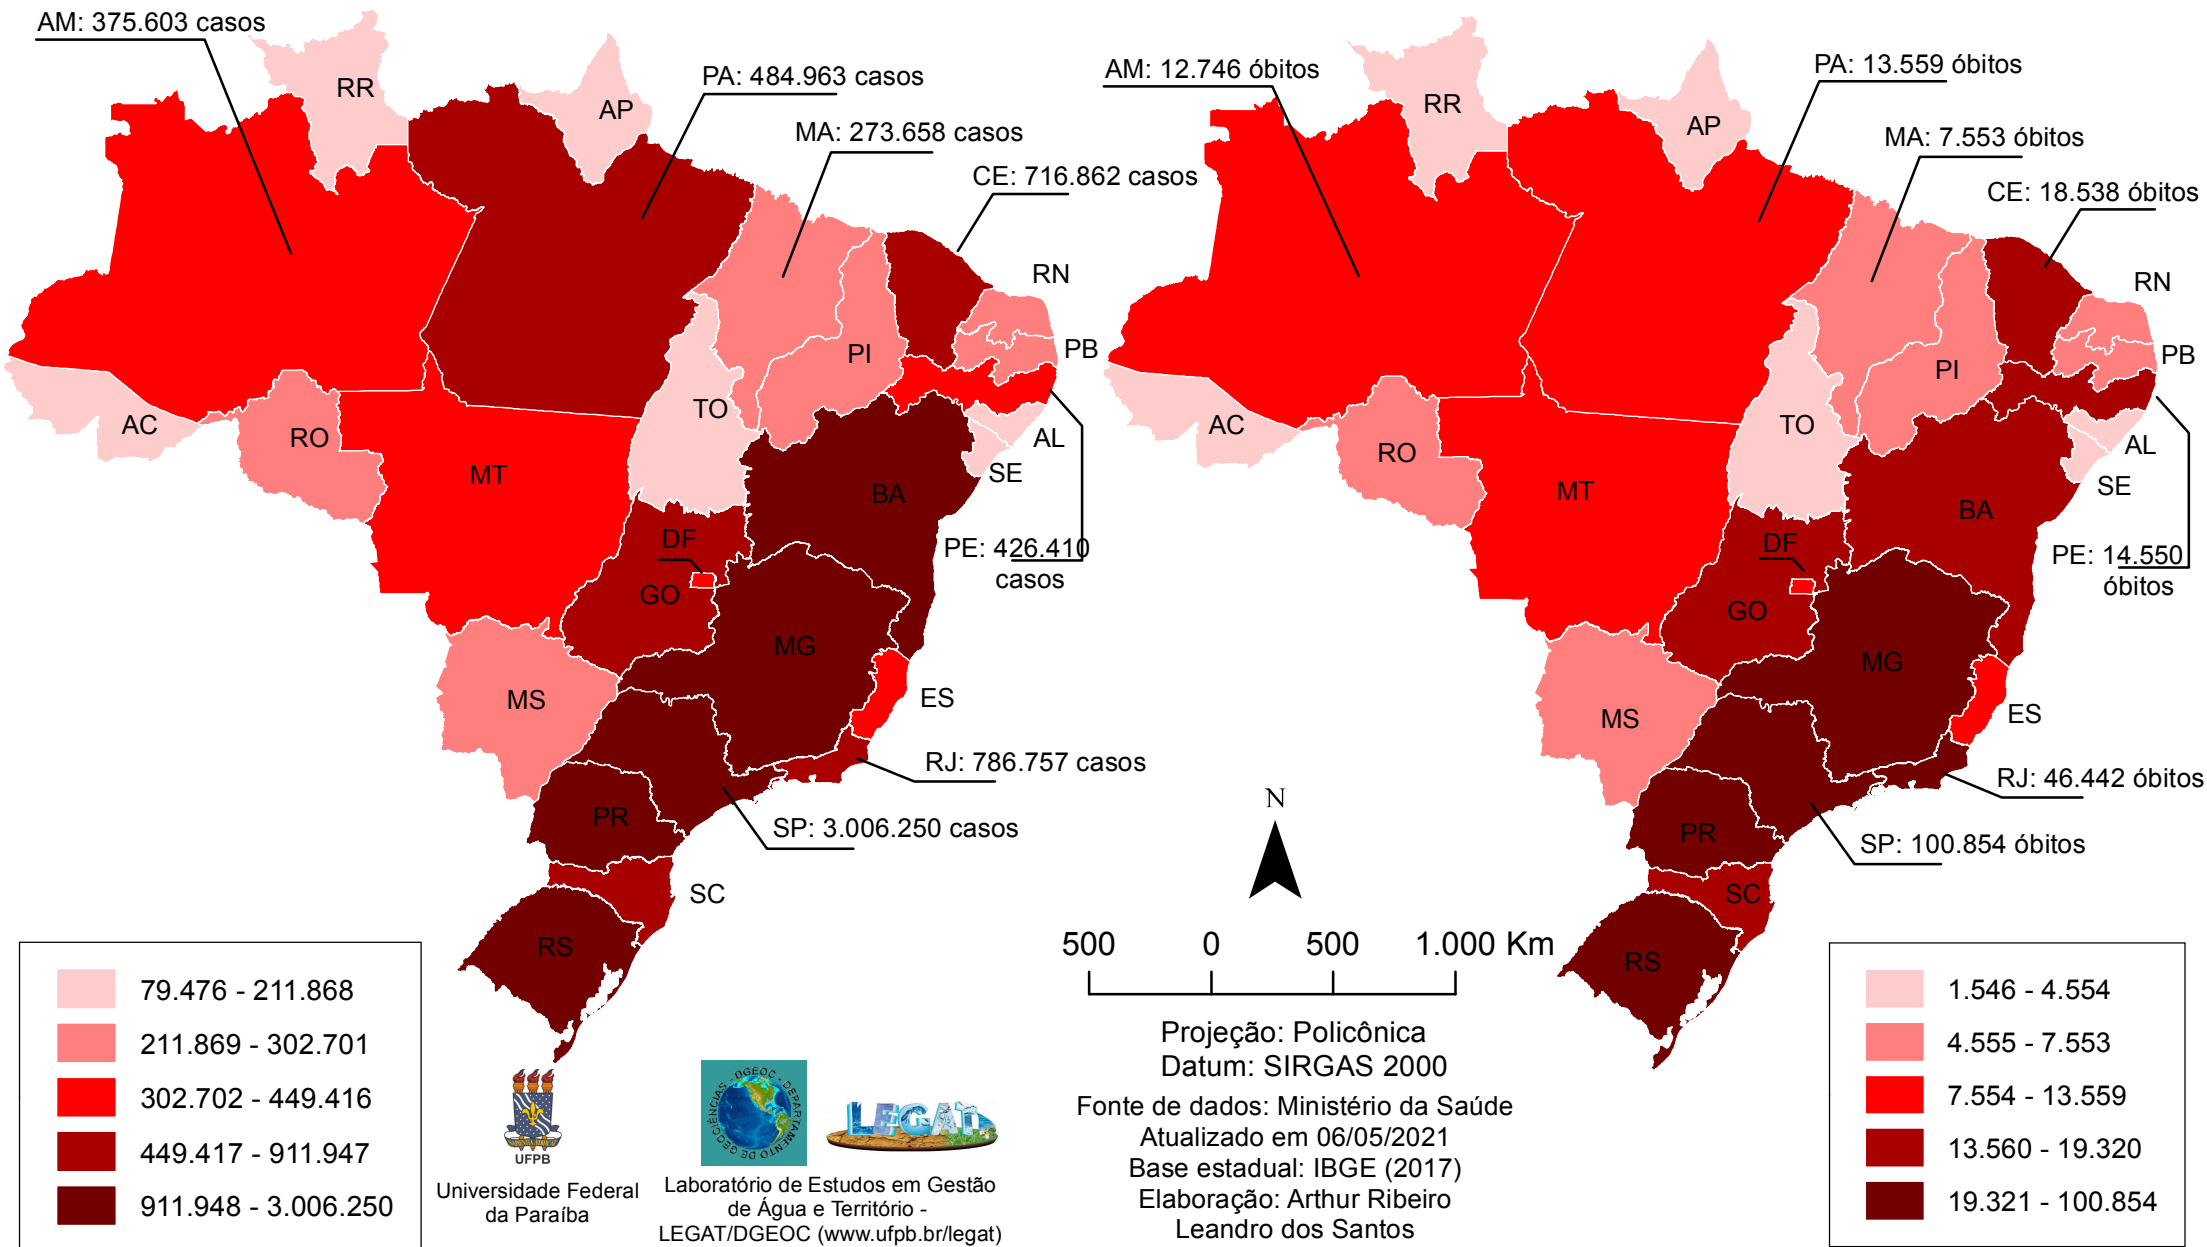 AM: 375.603 casos
RR
AP
PA: 484.963 casos
MA: 273.658 casos
CE: 716.862 casos
RN
PB
PI
TO
AC
RO
MT
AL
SE
BA
DF
PE: 426.410
casos
GO
MG
MS
ES
RJ: 786.757 casos
PR
SP: 3.006.250 casos
SC
RS
79.476 - 211.868
211.869 - 302.701
302.702 - 449.416
449.417 - 911.947
911.948 - 3.006.250
AM: 12.746 óbitos
RR
AP
PA: 13.559 óbitos
MA: 7.553 óbitos
CE: 18.538 óbitos
RN
PB
PI
TO
AC
RO
MT
AL
SE
BA
DF
PE: 14.550
óbitos
GO
MG
MS
ES
RJ: 46.442 óbitos
PR
SP: 100.854 óbitos
SC
RS
N
500 0 500 1.000 Km
Projeção: Policônica
Datum: SIRGAS 2000
Fonte de dados: Ministério da Saúde
Atualizado em 06/05/2021
Base estadual: IBGE (2017)
Elaboração: Arthur Ribeiro
Leandro dos Santos
1.546 - 4.554
4.555 - 7.553
7.554 - 13.559
13.560 - 19.320
19.321 - 100.854
UFPB
Universidade Federal
da Paraíba
DGEOC - DEPARTAMENTO DE GEOCIÊNCIAS -
LEGAT
Laboratório de Estudos em Gestão
de Água e Território -
LEGAT/DGEOC (www.ufpb.br/legat)